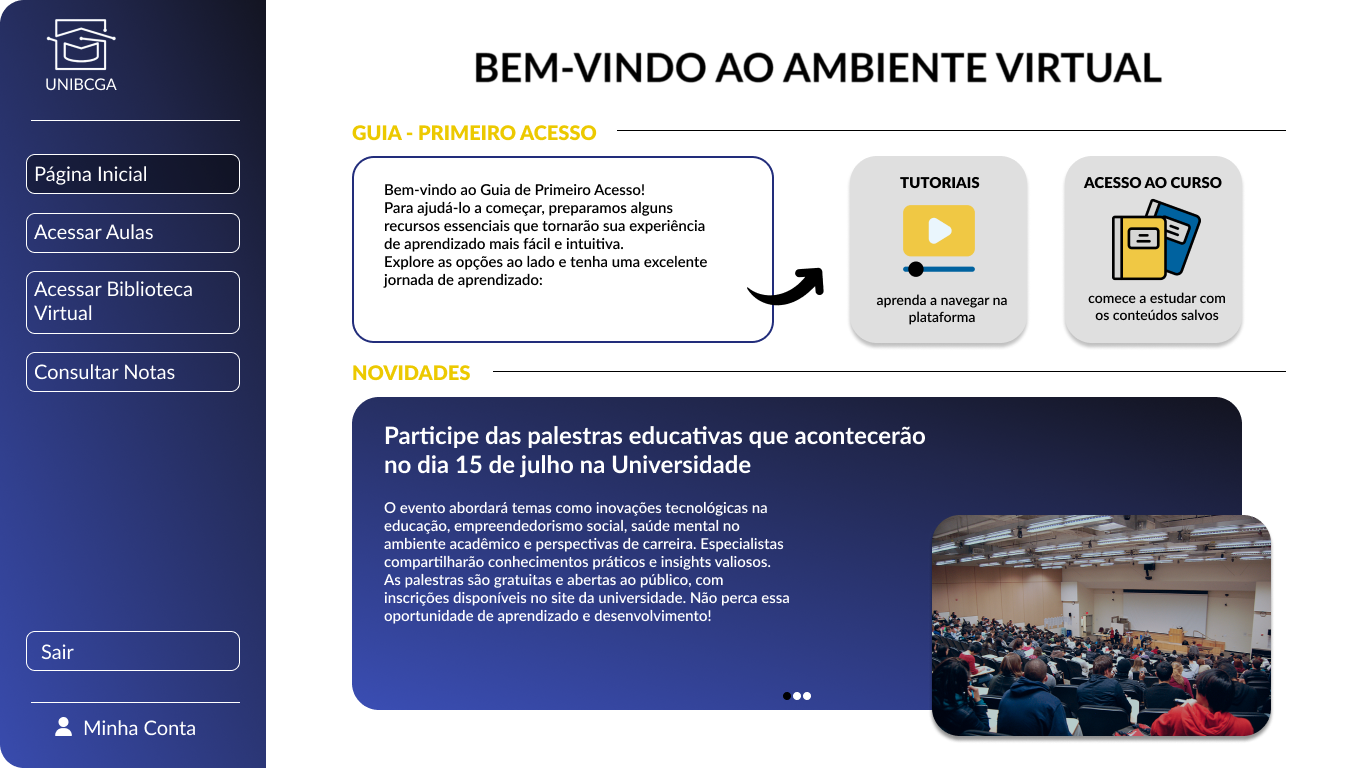 UNIBCGA
Página Inicial
Acessar Aulas
Acessar Biblioteca
Virtual
Consultar Notas
Sair
Minha Conta
BEM-VINDO AO AMBIENTE VIRTUAL
GUIA - PRIMEIRO ACESSO
Bem-vindo ao Guia de Primeiro Acesso!
Para ajudá-lo a começar, preparamos alguns
recursos essenciais que tornarão sua experiência
de aprendizado mais fácil e intuitiva.
Explore as opções ao lado e tenha uma excelente
jornada de aprendizado:
TUTORIAIS
aprenda a navegar na
plataforma
ACESSO AO CURSO
comece a estudar com
os conteúdos salvos
NOVIDADES
Participe das palestras educativas que acontecerão
no dia 15 de julho na Universidade
O evento abordará temas como inovações tecnológicas na
educação, empreendedorismo social, saúde mental no
ambiente acadêmico e perspectivas de carreira. Especialistas
compartilharão conhecimentos práticos e insights valiosos.
As palestras são gratuitas e abertas ao público, com
inscrições disponíveis no site da universidade. Não perca essa
oportunidade de aprendizado e desenvolvimento!